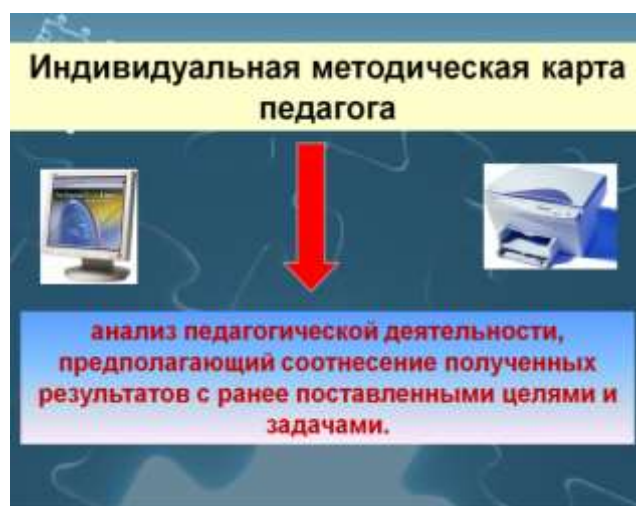 Индивидуальная методическая карта
педагога
анализ педагогической деятельности,
предполагающий соотнесение полученных
результатов с ранее поставленными целями и
задачами.